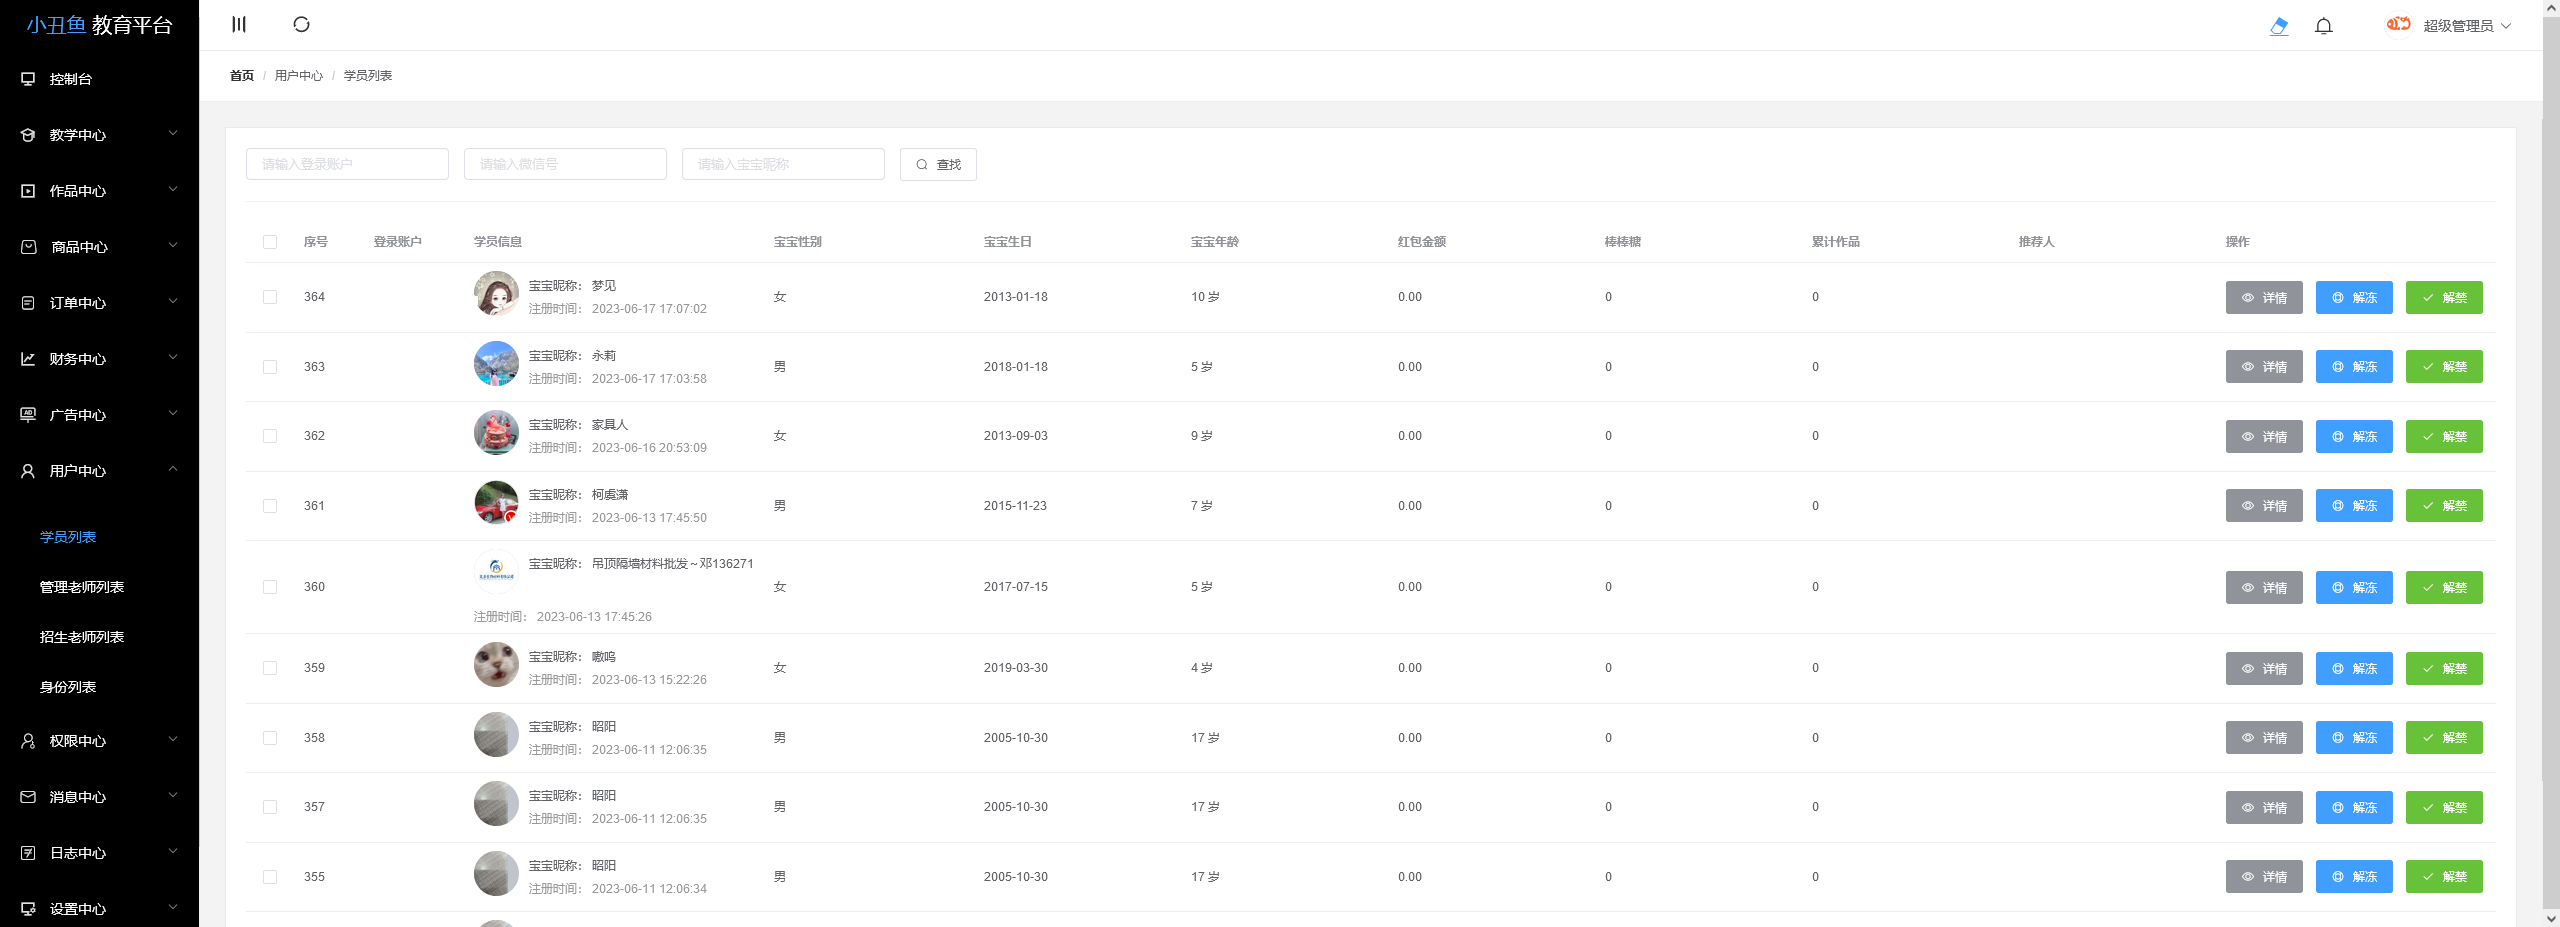 小丑鱼 教育平台
超级管理员
首页 / 用户中心 / 学员列表
控制台
教学中心
作品中心
商品中心
订单中心
财务中心
广告中心
用户中心
学员列表
管理老师列表
招生老师列表
身份列表
权限中心
消息中心
日志中心
设置中心
请输入登录账户 请输入微信号 请输入宝宝昵称 查找
序号 登录账户 学员信息 宝宝性别 宝宝生日 宝宝年龄 红包金额 棒棒糖 累计作品 推荐人 操作
364 宝宝昵称： 梦见 女 2013-01-18 10 岁 0.00 0 0 详情 解冻 解禁
注册时间： 2023-06-17 17:07:02
363 宝宝昵称： 永莉 男 2018-01-18 5 岁 0.00 0 0 详情 解冻 解禁
注册时间： 2023-06-17 17:03:58
362 宝宝昵称： 家具人 女 2013-09-03 9 岁 0.00 0 0 详情 解冻 解禁
注册时间： 2023-06-16 20:53:09
361 宝宝昵称： 柯虔潇 男 2015-11-23 7 岁 0.00 0 0 详情 解冻 解禁
注册时间： 2023-06-13 17:45:50
360 宝宝昵称： 吊顶隔墙材料批发～邓136271 女 2017-07-15 5 岁 0.00 0 0 详情 解冻 解禁
注册时间： 2023-06-13 17:45:26
359 宝宝昵称： 嗷呜 女 2019-03-30 4 岁 0.00 0 0 详情 解冻 解禁
注册时间： 2023-06-13 15:22:26
358 宝宝昵称： 昭阳 男 2005-10-30 17 岁 0.00 0 0 详情 解冻 解禁
注册时间： 2023-06-11 12:06:35
357 宝宝昵称： 昭阳 男 2005-10-30 17 岁 0.00 0 0 详情 解冻 解禁
注册时间： 2023-06-11 12:06:35
355 宝宝昵称： 昭阳 男 2005-10-30 17 岁 0.00 0 0 详情 解冻 解禁
注册时间： 2023-06-11 12:06:34